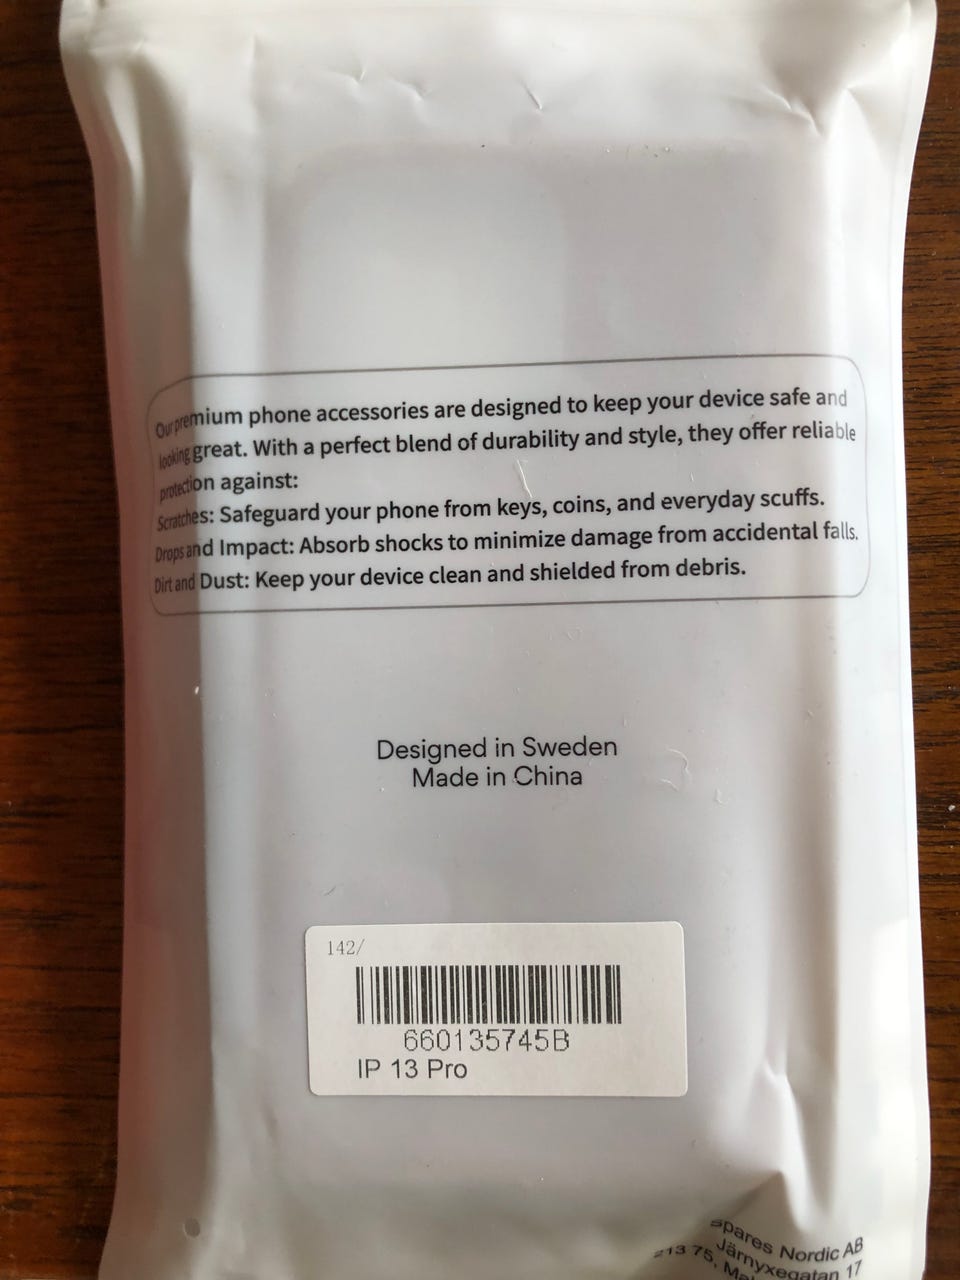 Our premium phone accessories are designed to keep your device safe and
looking great. With a perfect blend of durability and style, they offer reliable
protection against:
Scratches: Safeguard your phone from keys, coins, and everyday scuffs.
Drops and Impact: Absorb shocks to minimize damage from accidental falls.
Dirt and Dust: Keep your device clean and shielded from debris.
Designed in Sweden
Made in China
142/
660135745B
IP 13 Pro
Spares Nordic AB
Järnyxegatan 17
213 75,